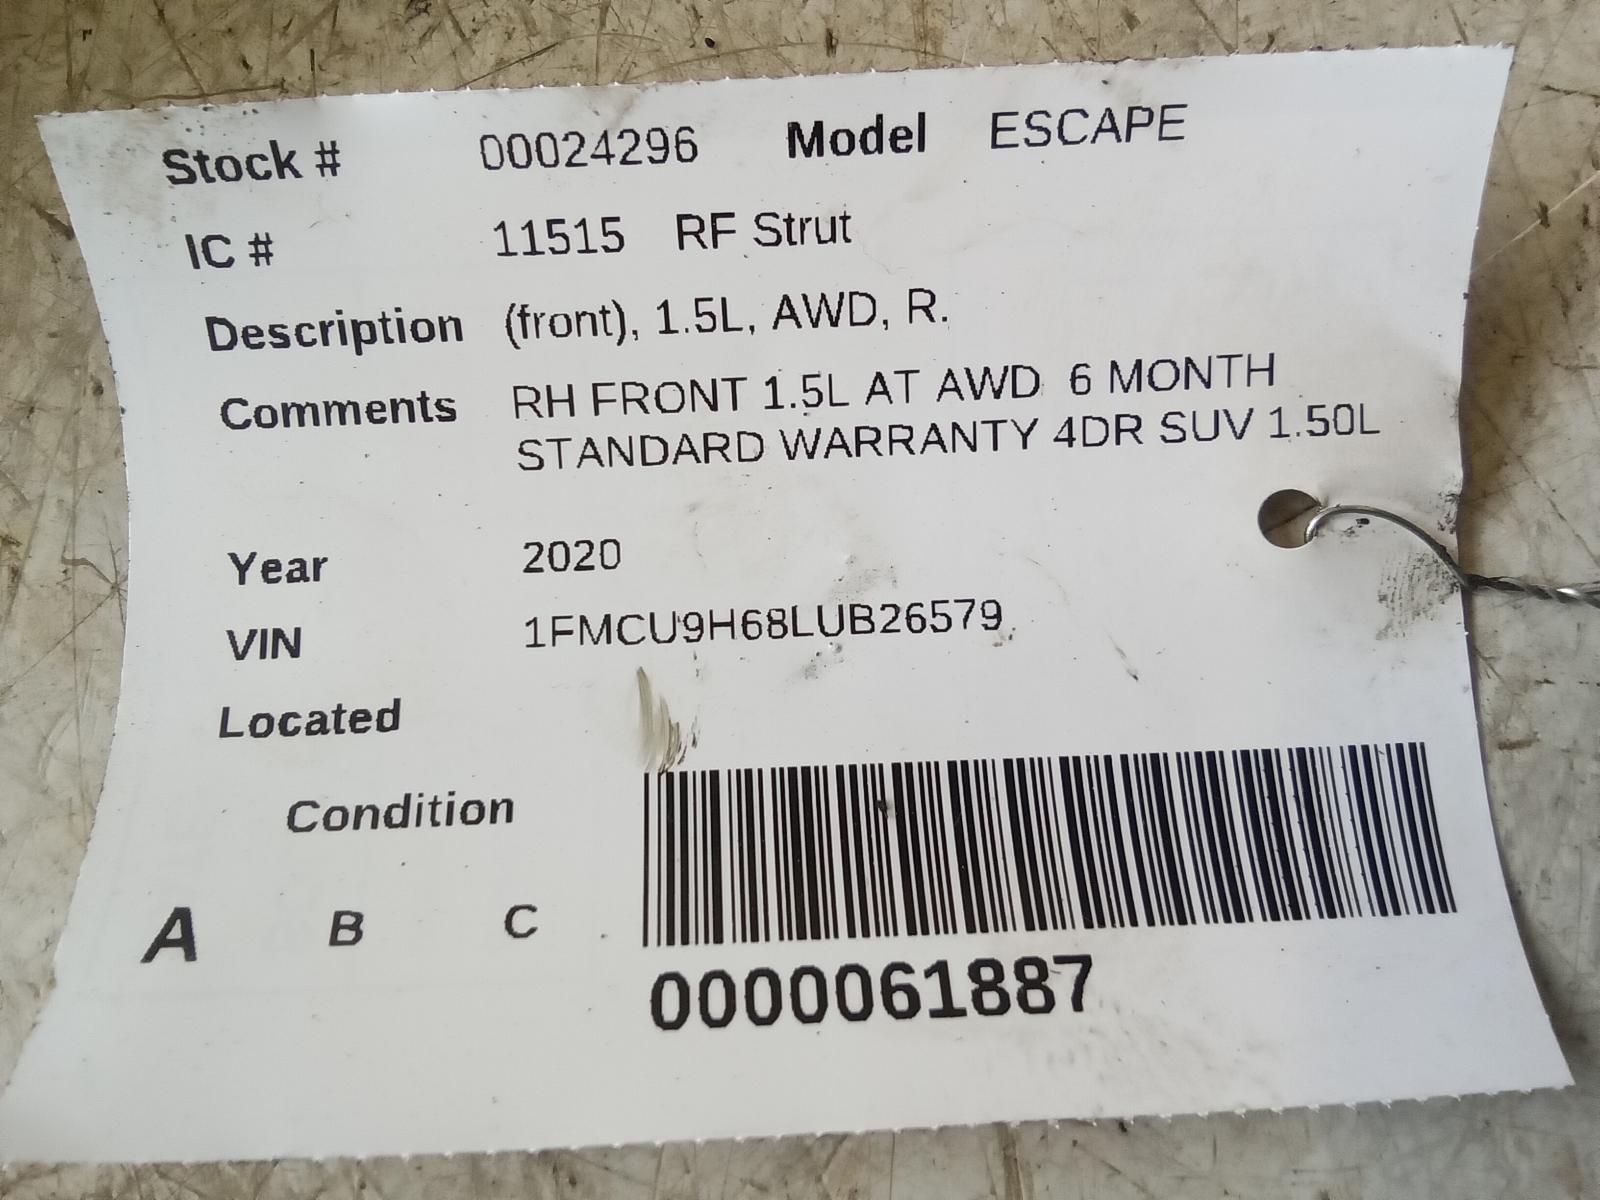 Stock # 00024296 Model ESCAPE
IC # 11515 RF Strut
Description (front), 1.5L, AWD, R.
Comments RH FRONT 1.5L AT AWD 6 MONTH
STANDARD WARRANTY 4DR SUV 1.50L
Year 2020
VIN 1FMCU9H68LUB26579
Located
Condition
A B C
0000061887